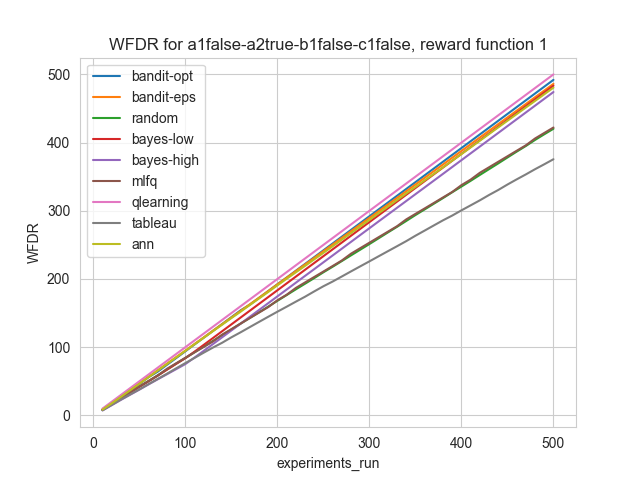 WFDR for a1false-a2true-b1false-c1false, reward function 1
500
400
300
200
100
0
WFDR
bandit-opt
bandit-eps
random
bayes-low
bayes-high
mlfq
qlearning
tableau
ann
0 100 200 300 400 500
experiments_run